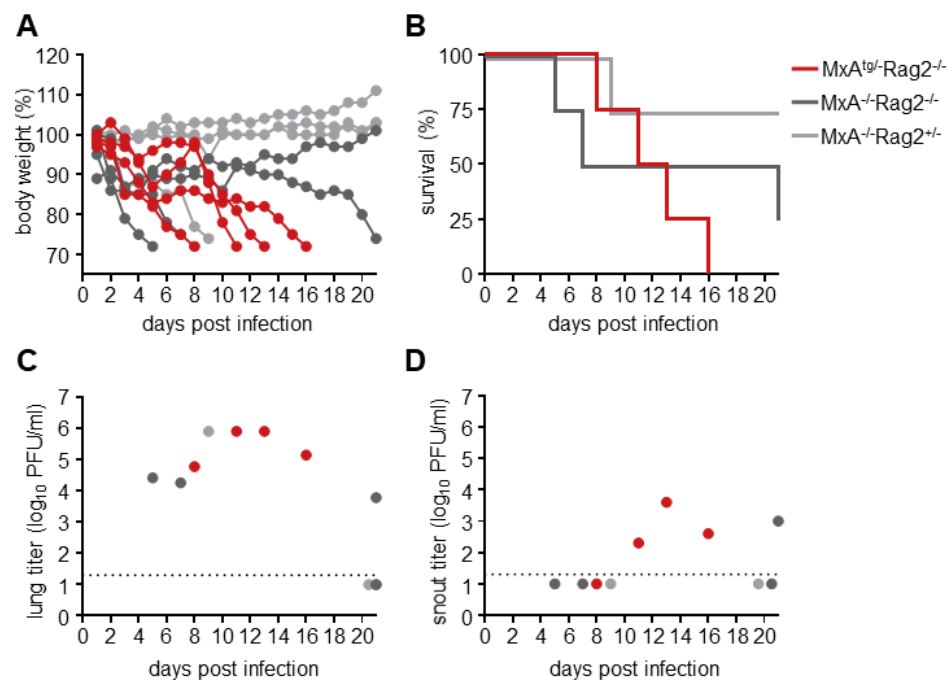 A
120
110
100
90
80
70
body weight (%)
0 2 4 6 8 10 12 14 16 18 20
days post infection
B
100
75
50
25
0
survival (%)
0 2 4 6 8 10 12 14 16 18 20
days post infection
MxA^tg/-Rag2^-/-
MxA^-/-Rag2^-/-
MxA^-/-Rag2^+/-
C
7
6
5
4
3
2
1
0
lung titer (log₁₀ PFU/ml)
0 2 4 6 8 10 12 14 16 18 20
days post infection
D
7
6
5
4
3
2
1
0
snout titer (log₁₀ PFU/ml)
0 2 4 6 8 10 12 14 16 18 20
days post infection